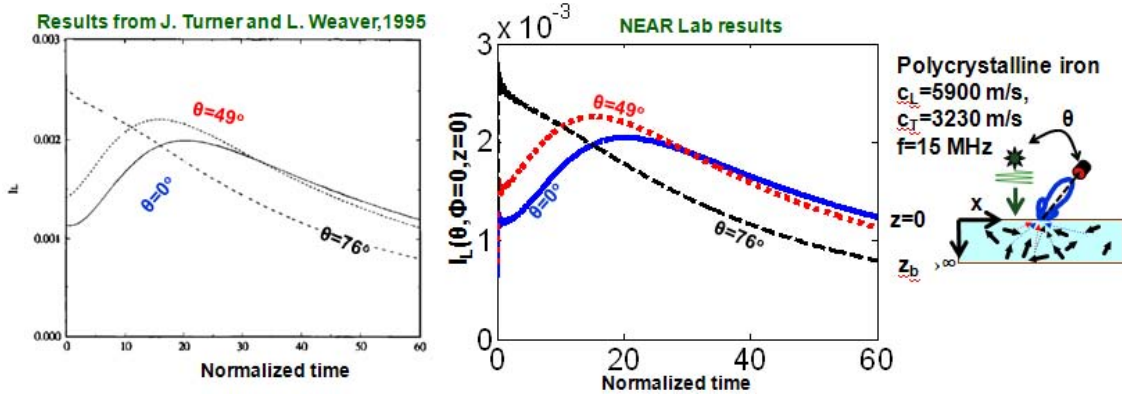 Results from J. Turner and L. Weaver,1995
0.003
0.002
0.001
0.000
I_L
θ=49°
θ=0°
θ=76°
0 10 20 30 40 50 60
Normalized time
NEAR Lab results
x 10⁻³
3
2
1
0
I_L(θ,Φ=0,z=0)
θ=49°
θ=0°
θ=76°
0 20 40 60
Normalized time
Polycrystalline iron
c_L=5900 m/s,
c_T=3230 m/s
f=15 MHz
θ
x
z=0
z_b →∞